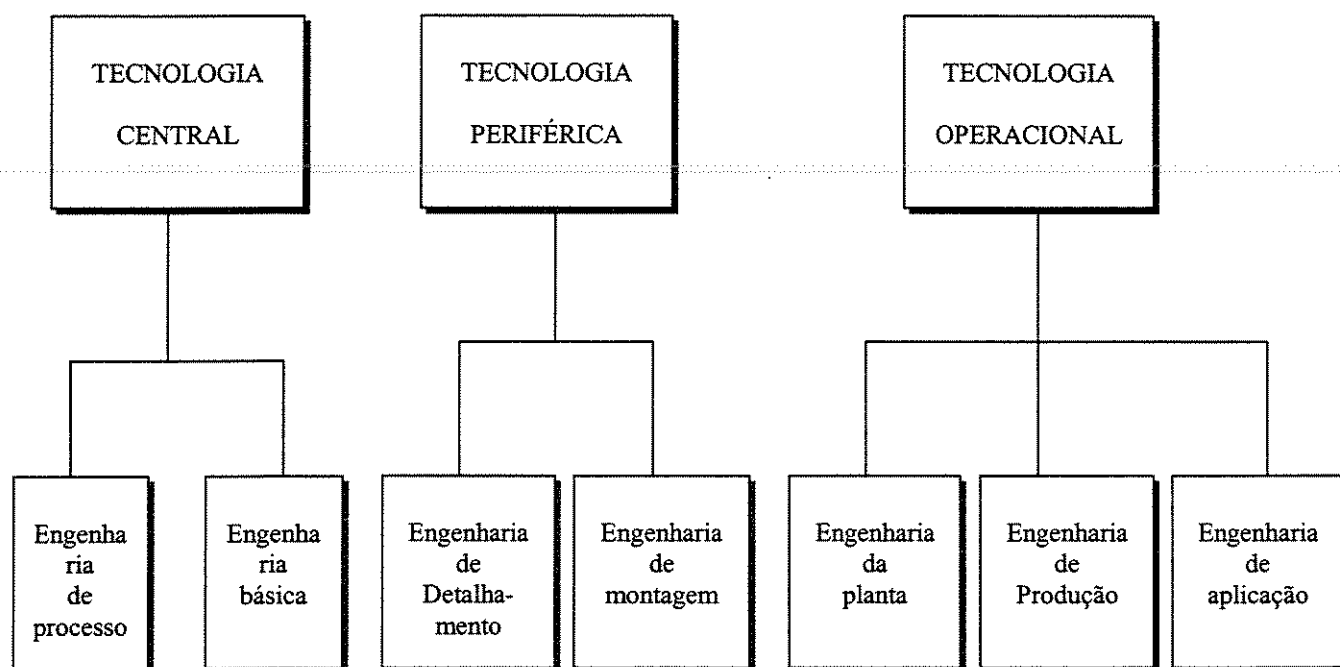 TECNOLOGIA
CENTRAL
TECNOLOGIA
PERIFÉRICA
TECNOLOGIA
OPERACIONAL
Engenha
ria
de
processo
Engenha
ria
básica
Engenharia
de
Detalha-
mento
Engenharia
de
montagem
Engenharia
da
planta
Engenharia
de
Produção
Engenharia
de
aplicação